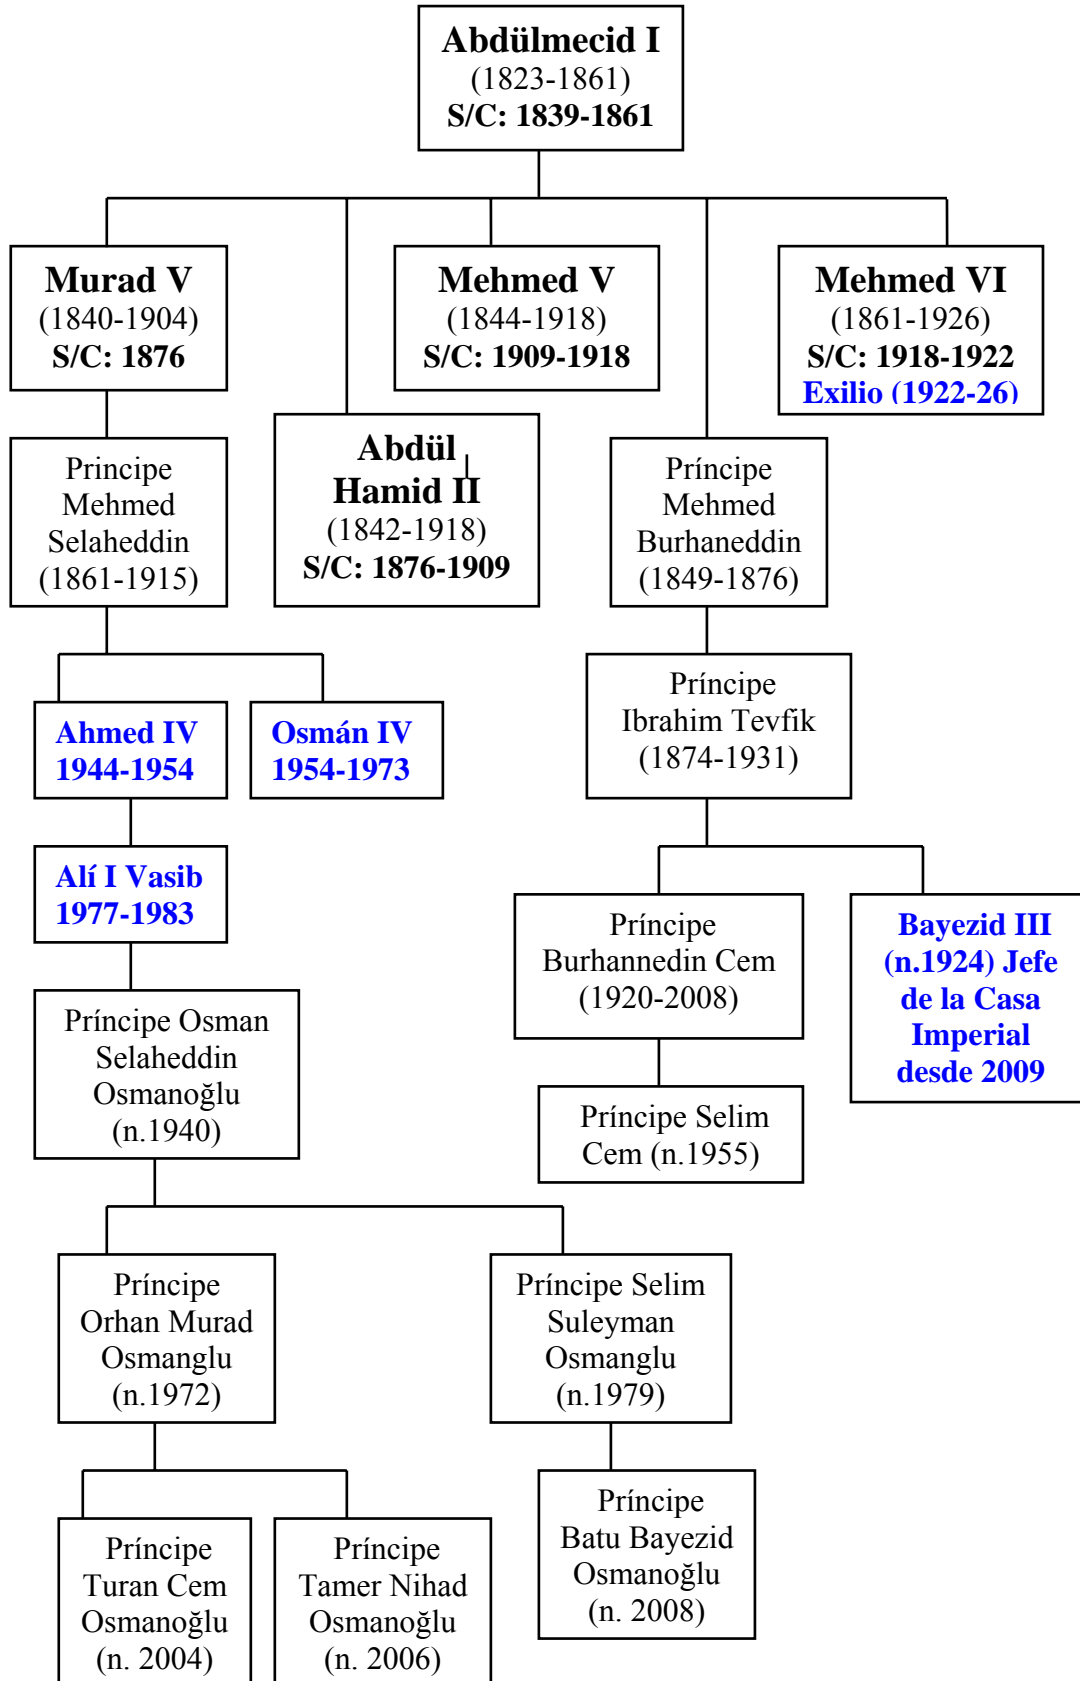 Abdülmecid I
(1823-1861)
S/C: 1839-1861
Murad V
(1840-1904)
S/C: 1876
Mehmed V
(1844-1918)
S/C: 1909-1918
Mehmed VI
(1861-1926)
S/C: 1918-1922
Exilio (1922-26)
Abdül
Hamid II
(1842-1918)
S/C: 1876-1909
Principe
Mehmed
Selaheddin
(1861-1915)
Príncipe
Mehmed
Burhaneddin
(1849-1876)
Ahmed IV
1944-1954
Osmán IV
1954-1973
Príncipe
Ibrahim Tevfik
(1874-1931)
Alí I Vasib
1977-1983
Príncipe
Burhannedin Cem
(1920-2008)
Bayezid III
(n.1924) Jefe
de la Casa
Imperial
desde 2009
Príncipe Osman
Selaheddin
Osmanoğlu
(n.1940)
Príncipe Selim
Cem (n.1955)
Príncipe
Orhan Murad
Osmanglu
(n.1972)
Príncipe Selim
Suleyman
Osmanglu
(n.1979)
Príncipe
Turan Cem
Osmanoğlu
(n. 2004)
Príncipe
Tamer Nihad
Osmanoğlu
(n. 2006)
Príncipe
Batu Bayezid
Osmanoğlu
(n. 2008)